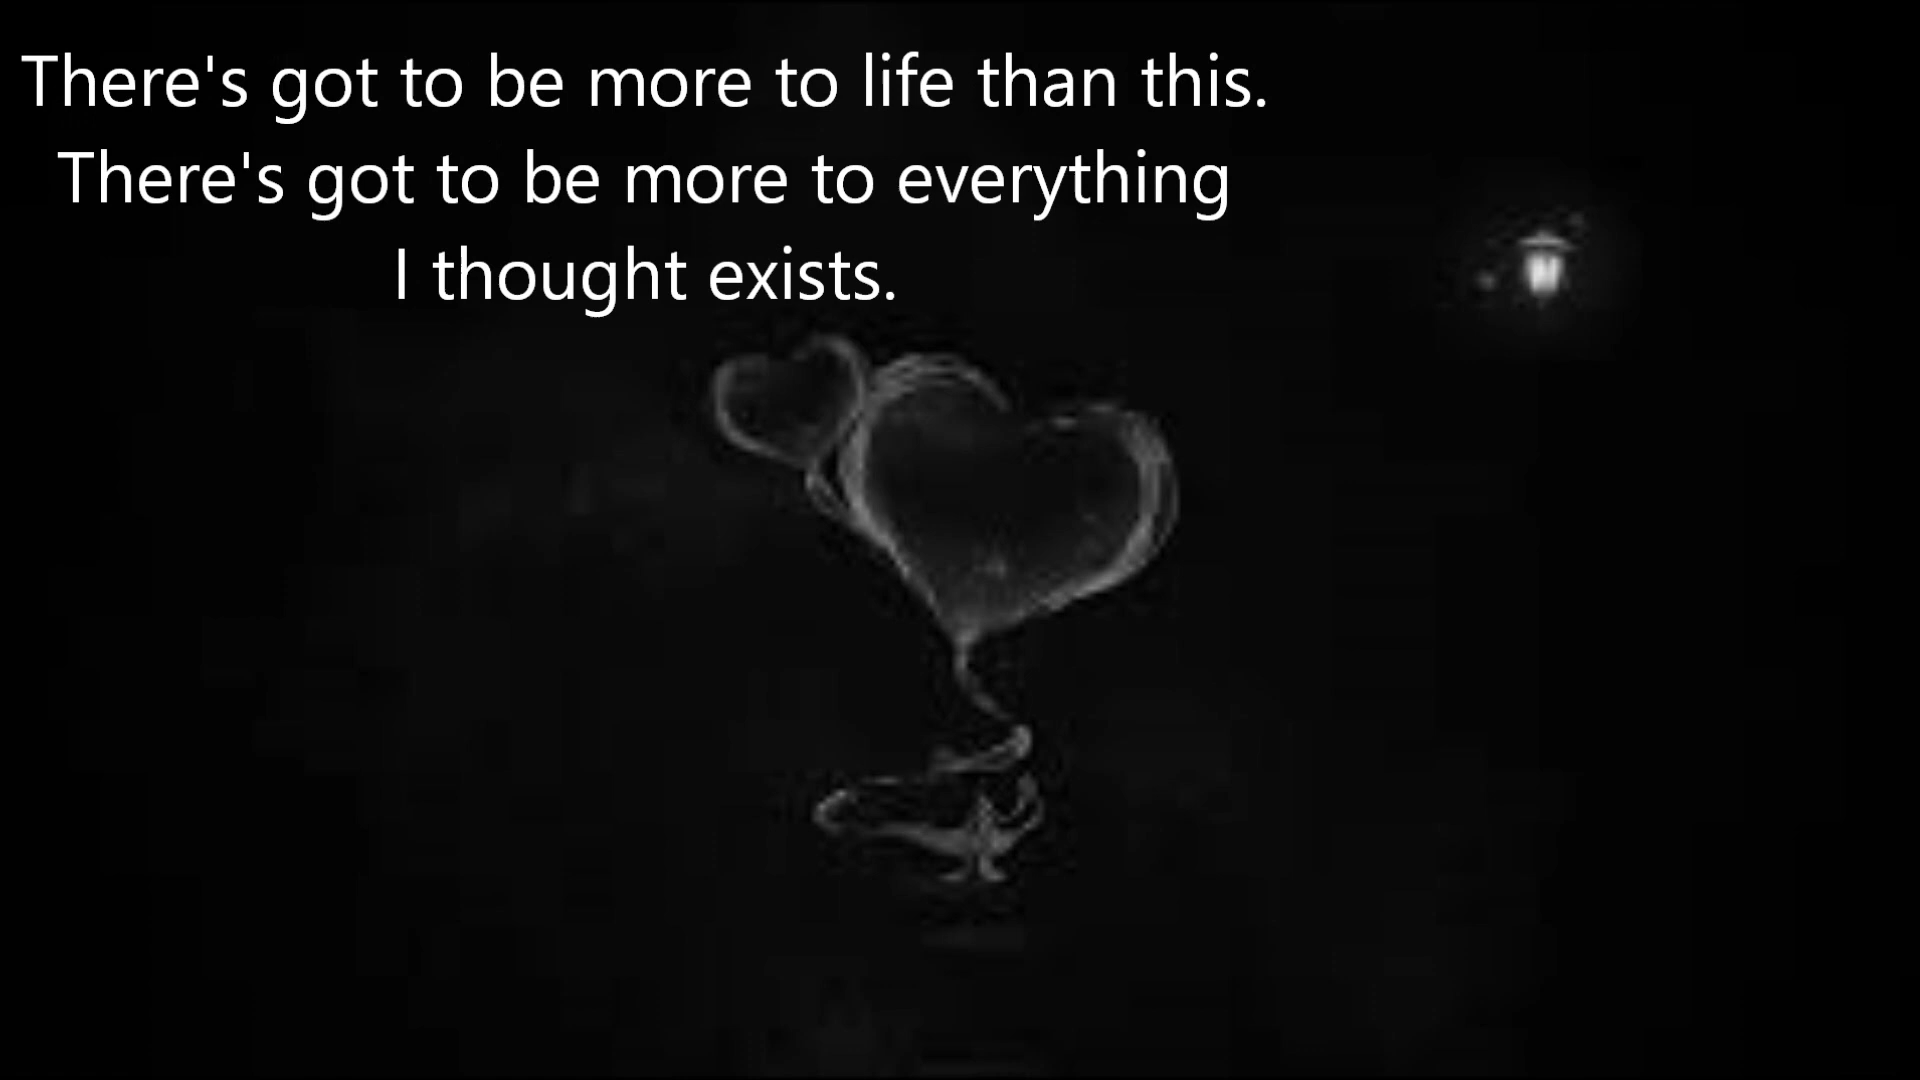 There's got to be more to life than this.
There's got to be more to everything
I thought exists.